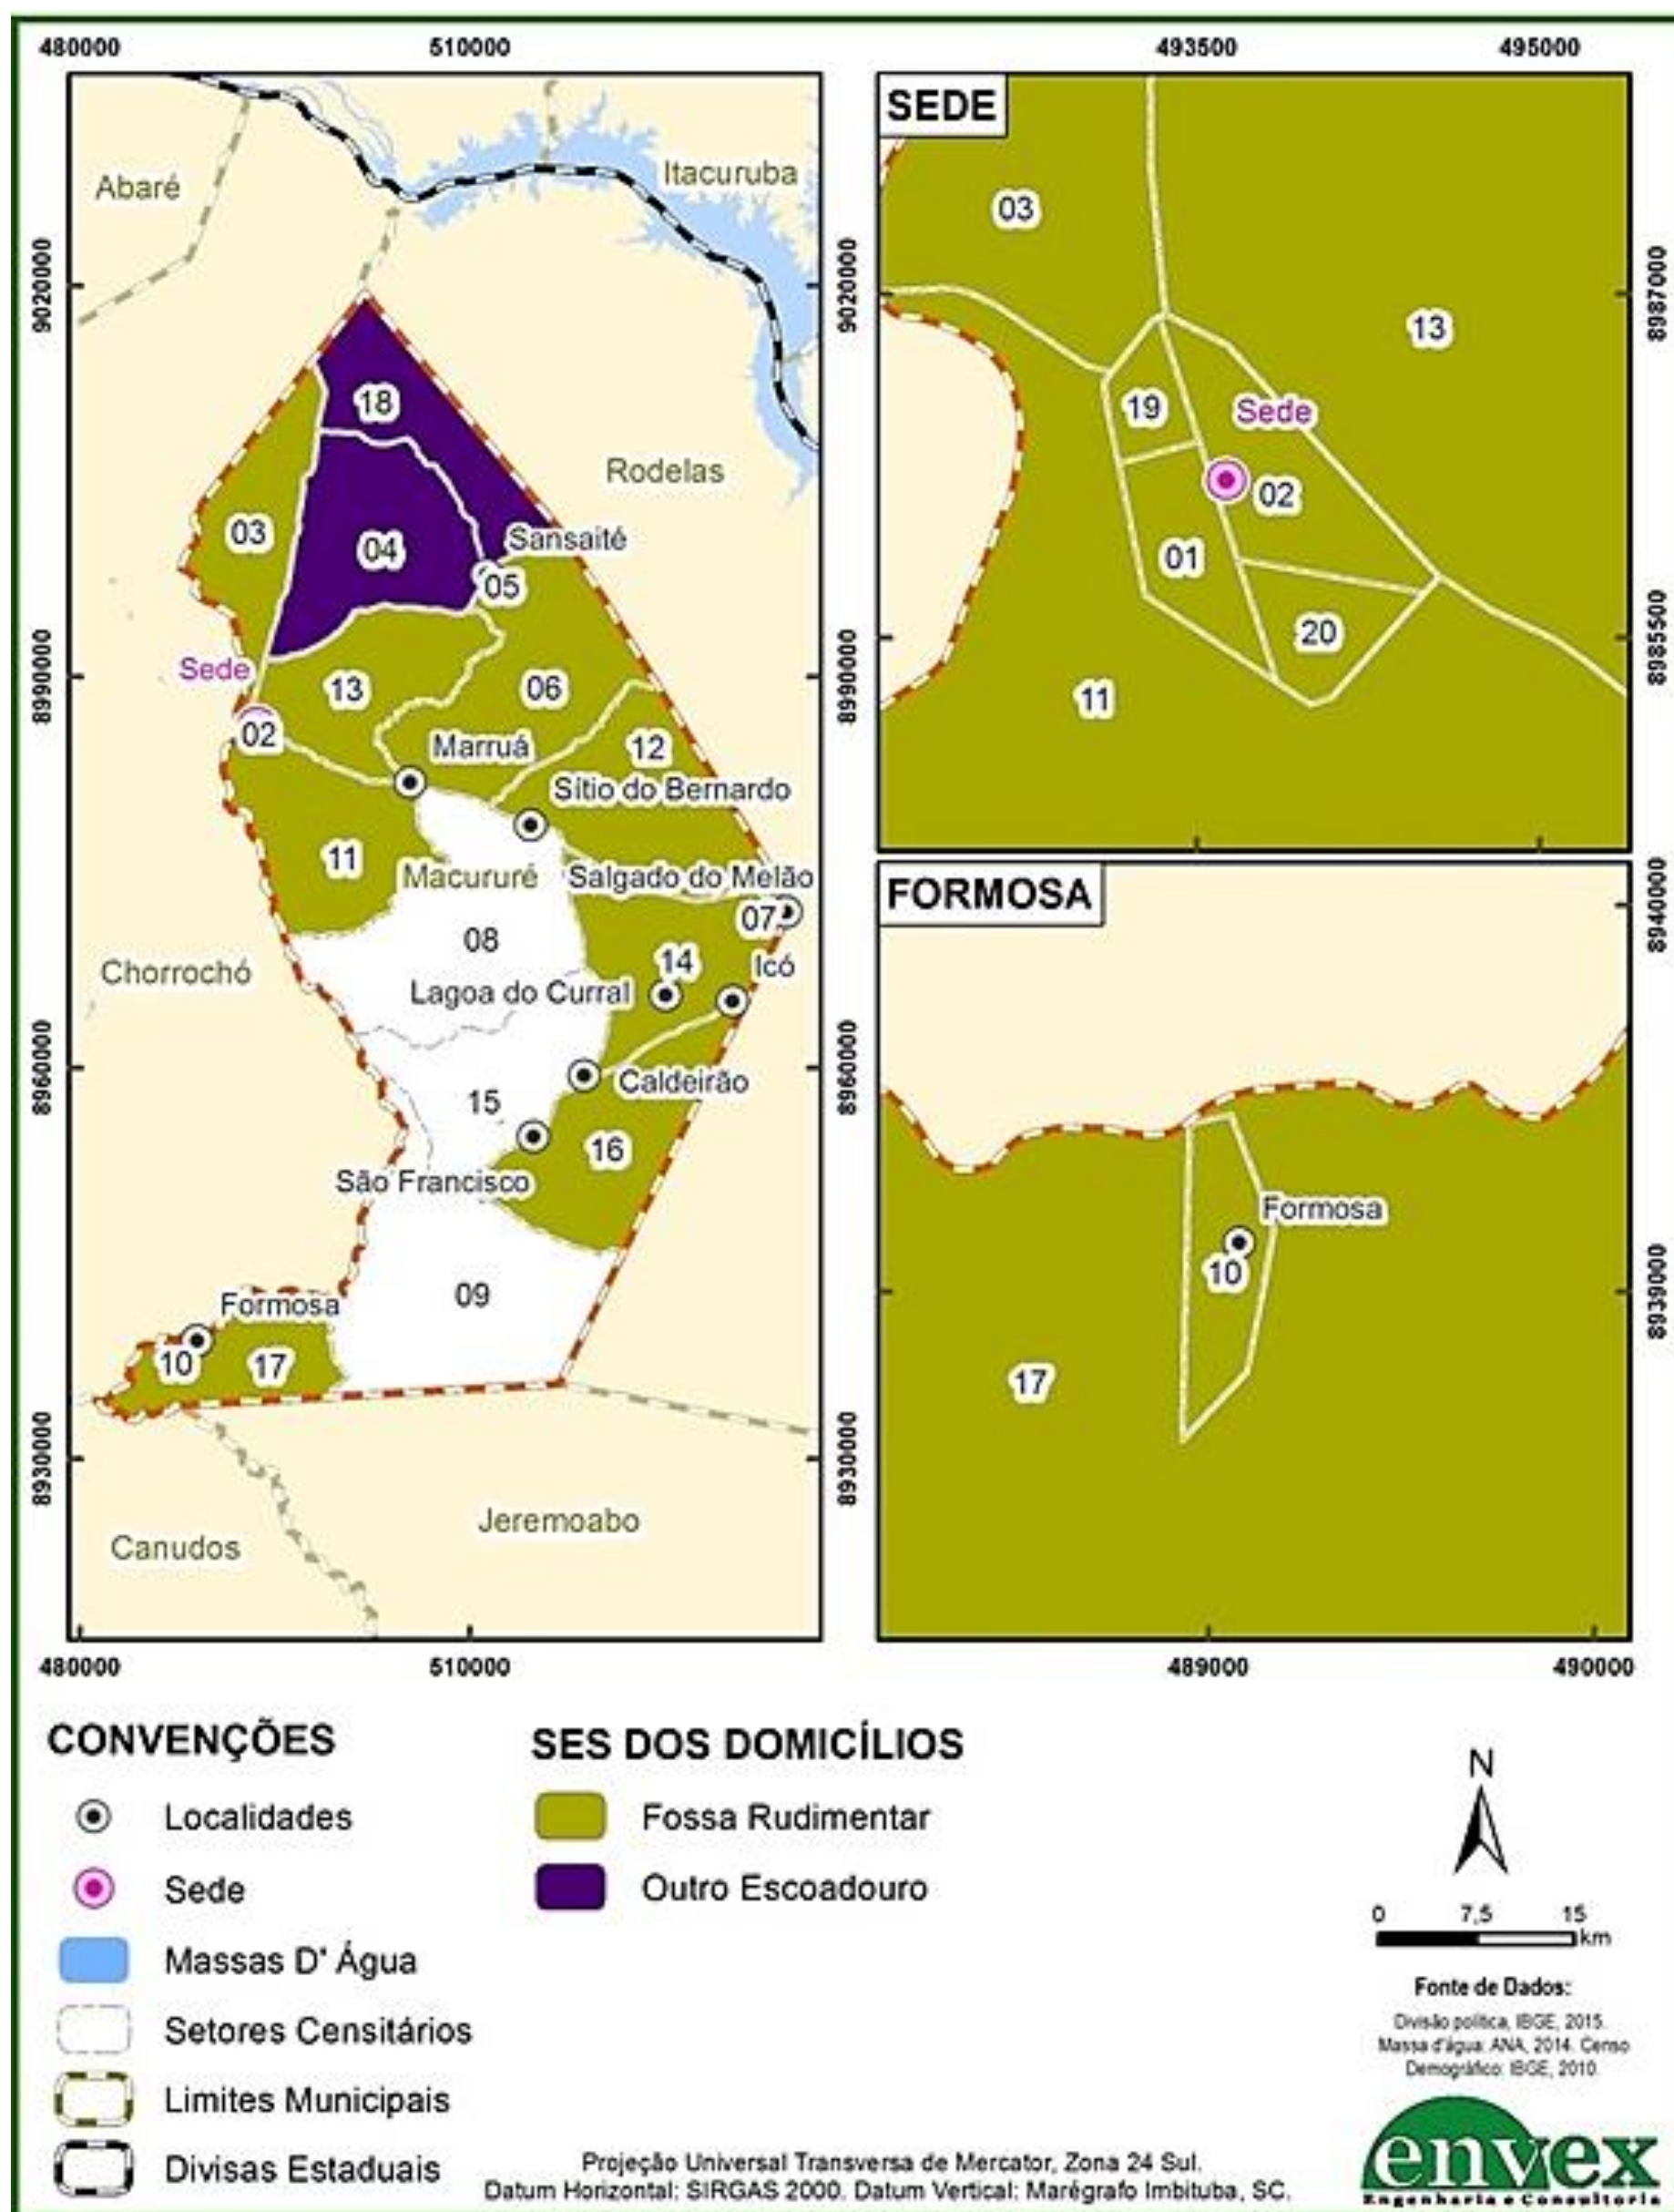 480000
510000
493500
495000
Abaré
Itacuruba
9020000
9020000
18
Rodelas
03
Sansaité
04
05
Sede
13
06
8990000
8990000
02
Marruá
12
Sítio do Bernardo
11
Macururé
Salgado do Melão
07
08
14
Icó
Chorrochó
Lagoa do Curral
8960000
8960000
Caldeirão
15
16
São Francisco
09
Formosa
10
17
8930000
8930000
Jeremoabo
Canudos
480000
510000
SEDE
03
13
8987000
19
Sede
02
01
20
8985500
11
FORMOSA
8940000
Formosa
10
8939000
17
489000
490000
CONVENÇÕES
Localidades
Sede
Massas D' Água
Setores Censitários
Limites Municipais
Divisas Estaduais
SES DOS DOMICÍLIOS
Fossa Rudimentar
Outro Escoadouro
N
0 7,5 15
km
Fonte de Dados:
Divisão política, IBGE, 2015.
Massa d'água: ANA, 2014. Censo
Demográfico: IBGE, 2010.
envex
Engenharia e Consultoria
Projeção Universal Transversa de Mercator, Zona 24 Sul.
Datum Horizontal: SIRGAS 2000. Datum Vertical: Marégrafo Imbituba, SC.